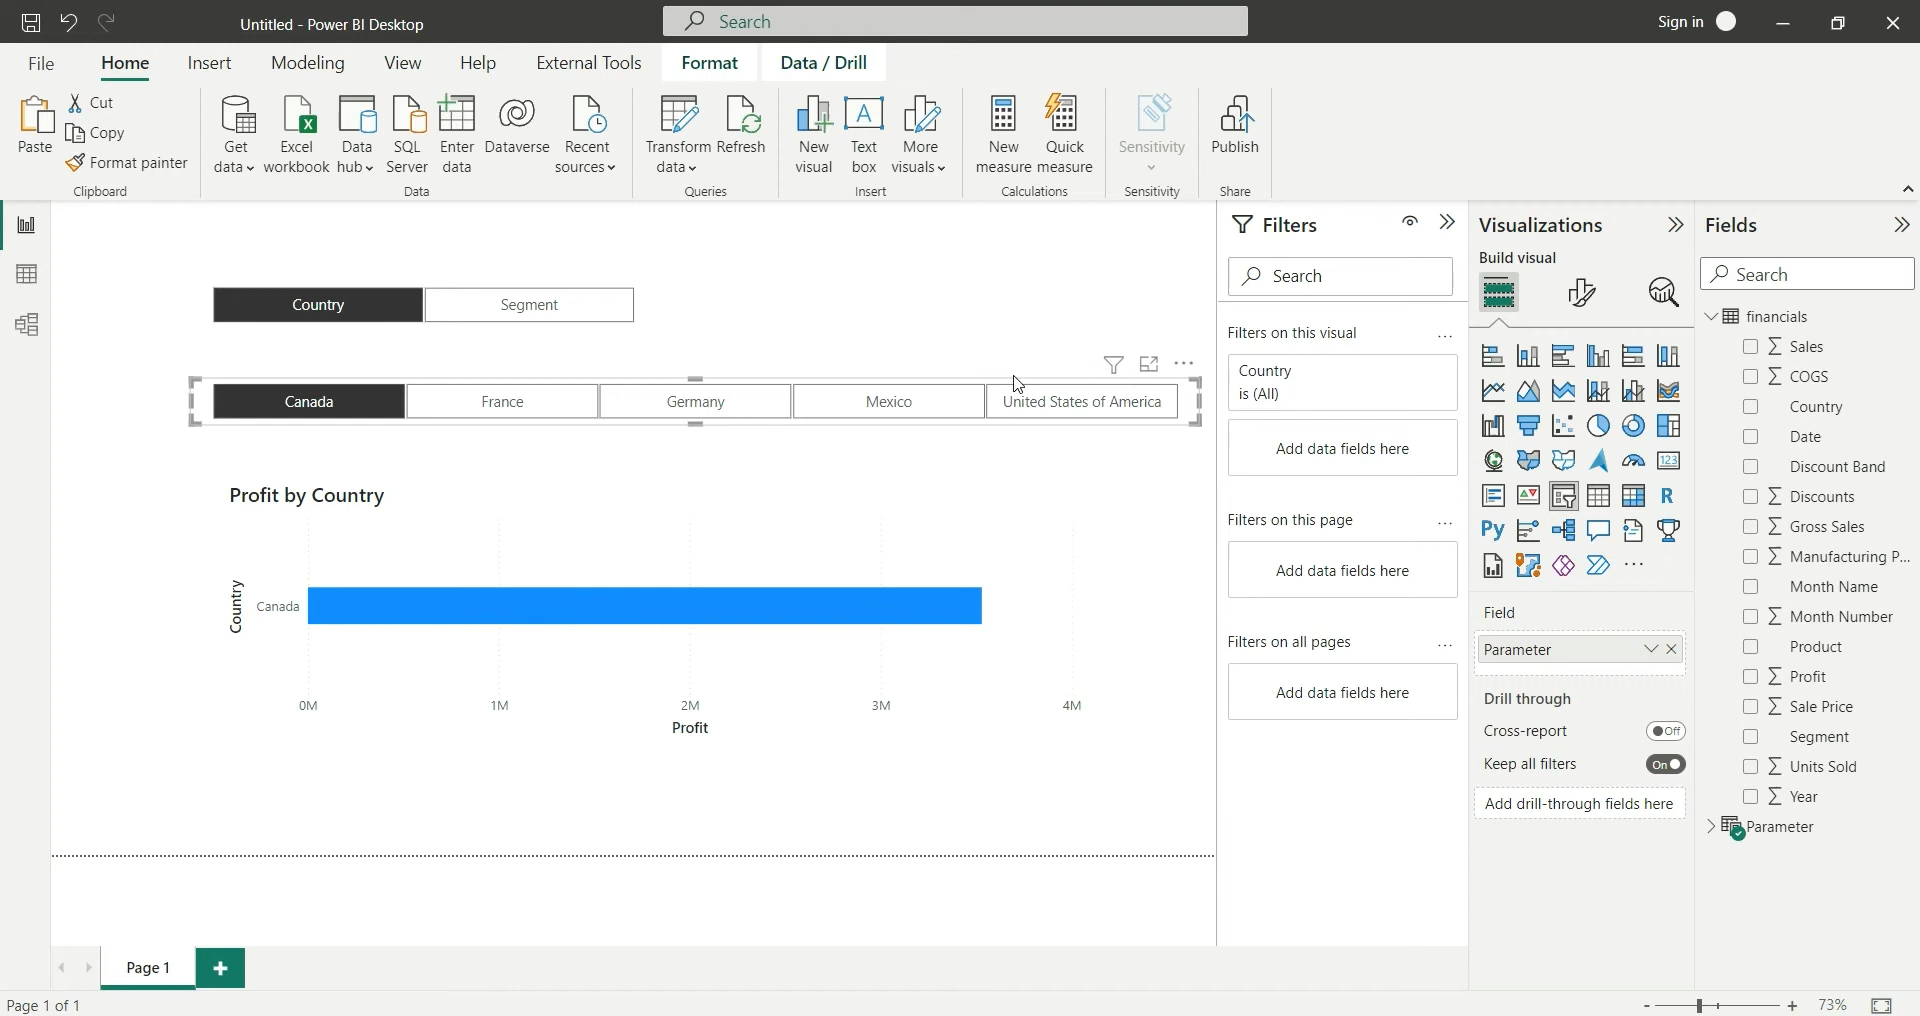 Untitled - Power BI Desktop
Search
Sign in
File
Home
Insert
Modeling
View
Help
External Tools
Format
Data / Drill
Paste
Cut
Copy
Format painter
Clipboard
Get data
Excel workbook
Data hub
SQL Server
Enter data
Dataverse
Recent sources
Data
Transform data
Refresh
Queries
New visual
Text box
More visuals
Insert
New measure
Quick measure
Calculations
Sensitivity
Sensitivity
Publish
Share
Country
Segment
Canada
France
Germany
Mexico
United States of America
Profit by Country
Country
Canada
0M
1M
2M
3M
4M
Profit
Filters
Search
Filters on this visual
...
Country
is (All)
Add data fields here
Filters on this page
...
Add data fields here
Filters on all pages
...
Add data fields here
Visualizations
Build visual
123
R
Py
...
Field
Parameter
Drill through
Cross-report
Off
Keep all filters
On
Add drill-through fields here
Fields
Search
financials
Sales
COGS
Country
Date
Discount Band
Discounts
Gross Sales
Manufacturing P...
Month Name
Month Number
Product
Profit
Sale Price
Segment
Units Sold
Year
Parameter
Page 1
Page 1 of 1
- + 73%